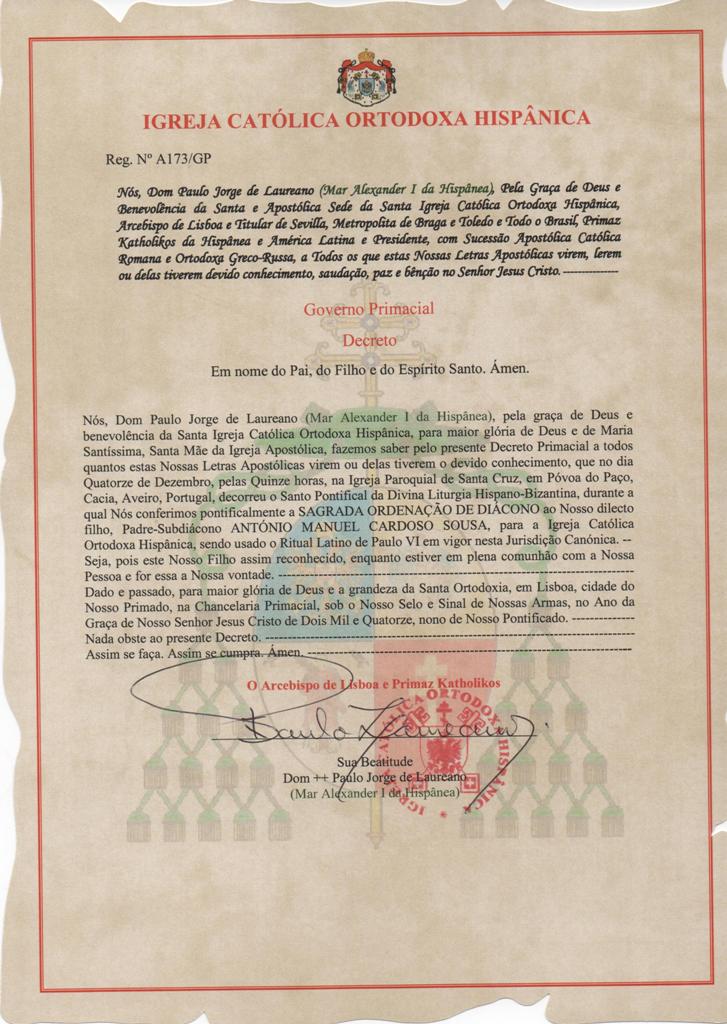 IGREJA CATÓLICA ORTODOXA HISPÂNICA
Reg. Nº A173/GP
Nós, Dom Paulo Jorge de Laureano (Mar Alexander I da Hispânea), Pela Graça de Deus e
Benevolência da Santa e Apostólica Sede da Santa Igreja Católica Ortodoxa Hispânica,
Arcebispo de Lisboa e Titular de Sevilla, Metropolita de Braga e Toledo e Todo o Brasil, Primaz
Katholikos da Hispânea e América Latina e Presidente, com Sucessão Apostólica Católica
Romana e Ortodoxa Greco-Russa, a Todos os que estas Nossas Letras Apostólicas virem, lerem
ou delas tiverem devido conhecimento, saudação, paz e bênção no Senhor Jesus Cristo. ---------------
Governo Primacial
Decreto
Em nome do Pai, do Filho e do Espírito Santo. Ámen.
Nós, Dom Paulo Jorge de Laureano (Mar Alexander I da Hispânea), pela graça de Deus e
benevolência da Santa Igreja Católica Ortodoxa Hispânica, para maior glória de Deus e de Maria
Santíssima, Santa Mãe da Igreja Apostólica, fazemos saber pelo presente Decreto Primacial a todos
quantos estas Nossas Letras Apostólicas virem ou delas tiverem o devido conhecimento, que no dia
Quatorze de Dezembro, pelas Quinze horas, na Igreja Paroquial de Santa Cruz, em Póvoa do Paço,
Cacia, Aveiro, Portugal, decorreu o Santo Pontifical da Divina Liturgia Hispano-Bizantina, durante a
qual Nós conferimos pontificalmente a SAGRADA ORDENAÇÃO DE DIÁCONO ao Nosso dilecto
filho, Padre-Subdiácono ANTÓNIO MANUEL CARDOSO SOUSA, para a Igreja Católica
Ortodoxa Hispânica, sendo usado o Ritual Latino de Paulo VI em vigor nesta Jurisdição Canónica. --
Seja, pois este Nosso Filho assim reconhecido, enquanto estiver em plena comunhão com a Nossa
Pessoa e for essa a Nossa vontade. -----------------------------------------------------------------
Dado e passado, para maior glória de Deus e a grandeza da Santa Ortodoxia, em Lisboa, cidade do
Nosso Primado, na Chancelaria Primacial, sob o Nosso Selo e Sinal de Nossas Armas, no Ano da
Graça de Nosso Senhor Jesus Cristo de Dois Mil e Quatorze, nono de Nosso Pontificado. ------------
Nada obste ao presente Decreto. --------------------------------------------------------------------
Assim se faça. Assim se cumpra. Ámen. ------------------------------------------------------------
O Arcebispo de Lisboa e Primaz Katholikos
Paulo Laureano
IGREJA CATÓLICA ORTODOXA HISPÂNICA
Sua Beatitude
Dom ++ Paulo Jorge de Laureano
(Mar Alexander I da Hispânea)